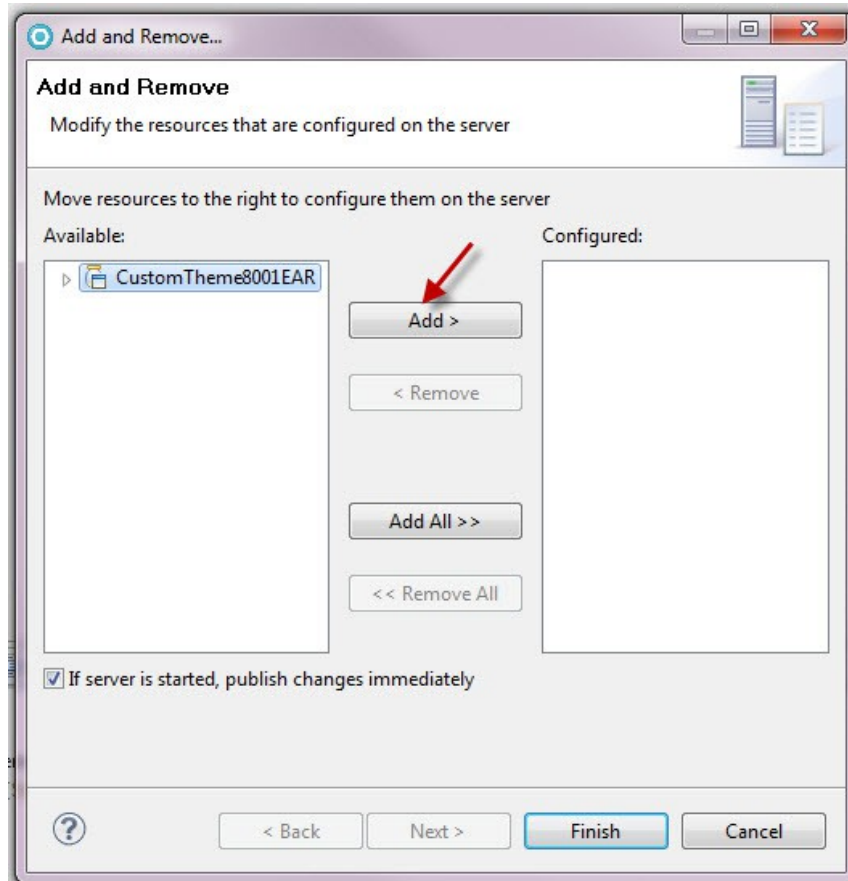 Add and Remove...
Add and Remove
Modify the resources that are configured on the server
Move resources to the right to configure them on the server
Available:
Configured:
CustomTheme8001EAR
Add >
< Remove
Add All >>
<< Remove All
If server is started, publish changes immediately
?
< Back
Next >
Finish
Cancel